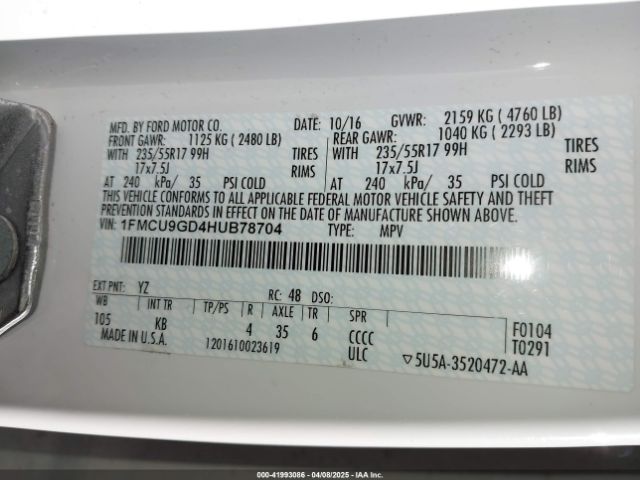 MFD. BY FORD MOTOR CO. 10/16 GVWR: 2159 KG ( 4760 LB)
FRONT GAWR: 1125 KG ( 2480 LB) REAR GAWR: 1040 KG ( 2293 LB)
WITH 235/55R17 99H TIRES WITH 235/55R17 99H TIRES
17x7.5J RIMS 17x7.5J RIMS
AT 240 kPa/ 35 PSI COLD AT 240 kPa/ 35 PSI COLD
THIS VEHICLE CONFORMS TO ALL APPLICABLE FEDERAL MOTOR VEHICLE SAFETY AND THEFT
PREVENTION STANDARDS IN EFFECT ON THE DATE OF MANUFACTURE SHOWN ABOVE.
VIN: 1FMCU9GD4HUB78704 TYPE: MPV
EXT PNT: YZ RC: 48 DSO:
WB INT TR TP/PS R AXLE TR SPR
105 KB 4 35 6 CCCC F0104
MADE IN U.S.A. 1201610023619 ULC T0291
▽5U5A-3520472-AA
000-41993086 - 04/08/2025 - IAA Inc.